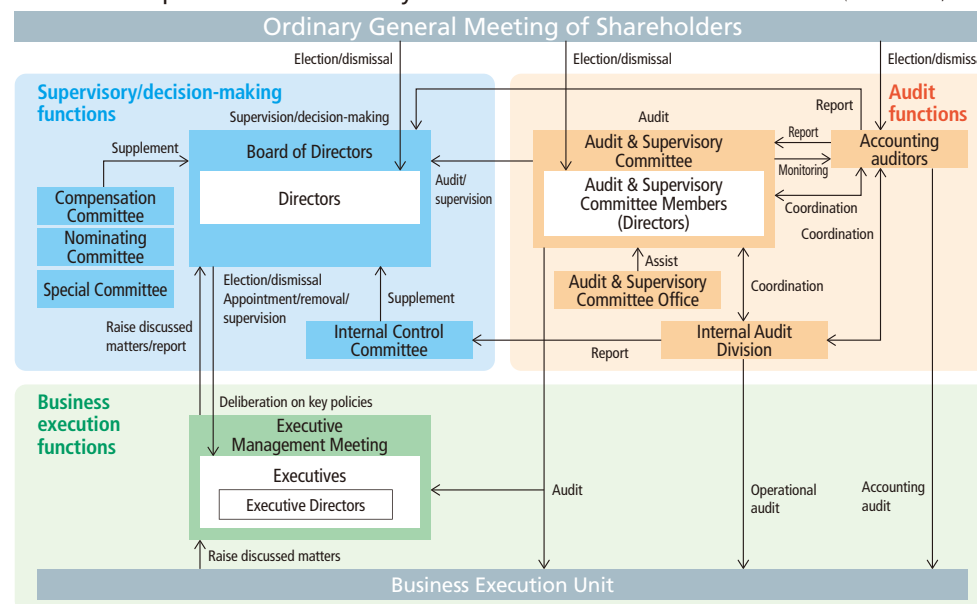 Ordinary General Meeting of Shareholders
Election/dismissal
Election/dismissal
Election/dismissa
Supervisory/decision-making
functions
Supervision/decision-making
Board of Directors
Directors
Supplement
Compensation
Committee
Nominating
Committee
Special Committee
Audit/
supervision
Election/dismissal
Appointment/removal/
supervision
Supplement
Raise discussed
matters/report
Internal Control
Committee
Audit
functions
Audit
Audit & Supervisory
Committee
Audit & Supervisory
Committee Members
(Directors)
Report
Report
Monitoring
Accounting
auditors
Coordination
Coordination
Assist
Audit & Supervisory
Committee Office
Coordination
Internal Audit
Division
Report
Business
execution
functions
Deliberation on key policies
Executive
Management Meeting
Executives
Executive Directors
Audit
Operational
audit
Accounting
audit
Raise discussed matters
Business Execution Unit